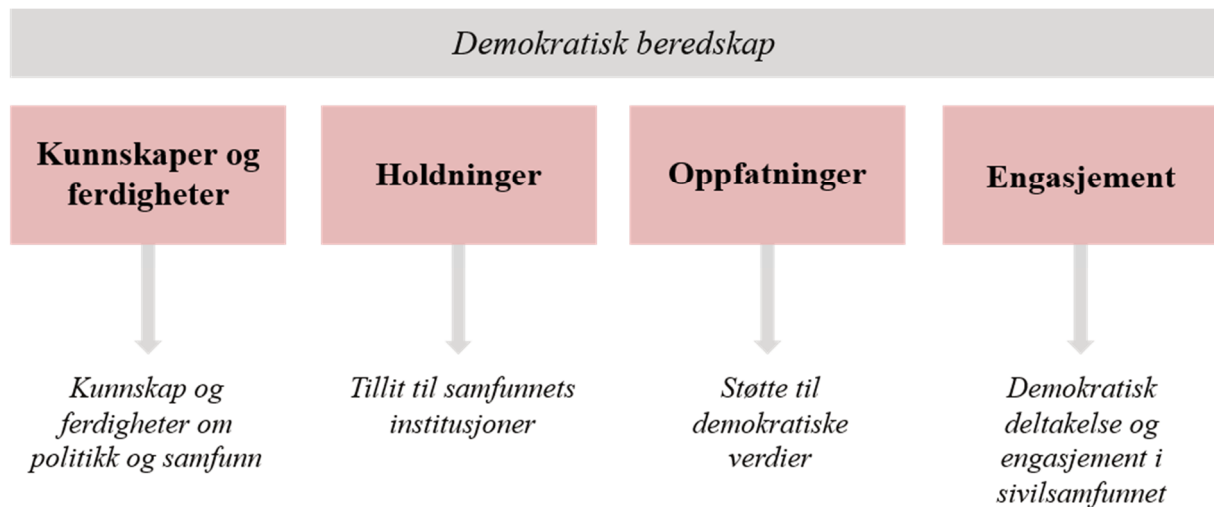 Demokratisk beredskap
Kunnskaper og
ferdigheter
Holdninger
Oppfatninger
Engasjement
Kunnskap og
ferdigheter om
politikk og samfunn
Tillit til samfunnets
institusjoner
Støtte til
demokratiske
verdier
Demokratisk
deltakelse og
engasjement i
sivilsamfunnet